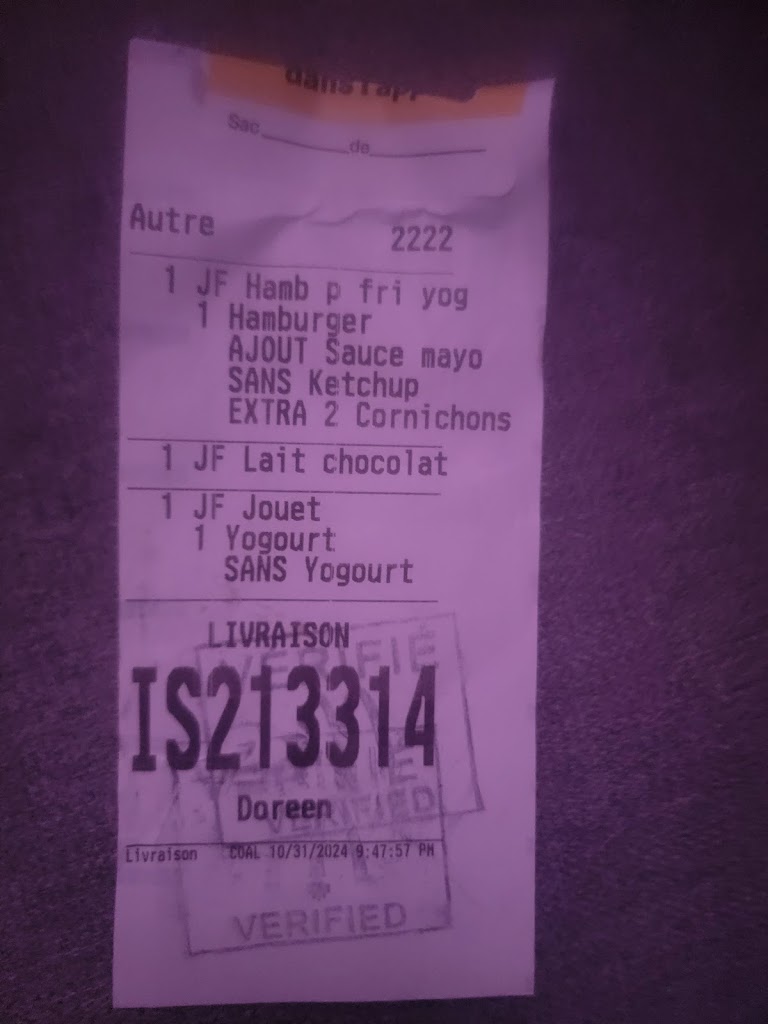 Sac de
Autre 2222
1 JF Hamb p fri yog
1 Hamburger
AJOUT Sauce mayo
SANS Ketchup
EXTRA 2 Cornichons
1 JF Lait chocolat
1 JF Jouet
1 Yogourt
SANS Yogourt
LIVRAISON
VÉRIFIÉ
IS213314
Doreen
VERIFIED
Livraison COAL 10/31/2024 9:47:57 PM
VERIFIED